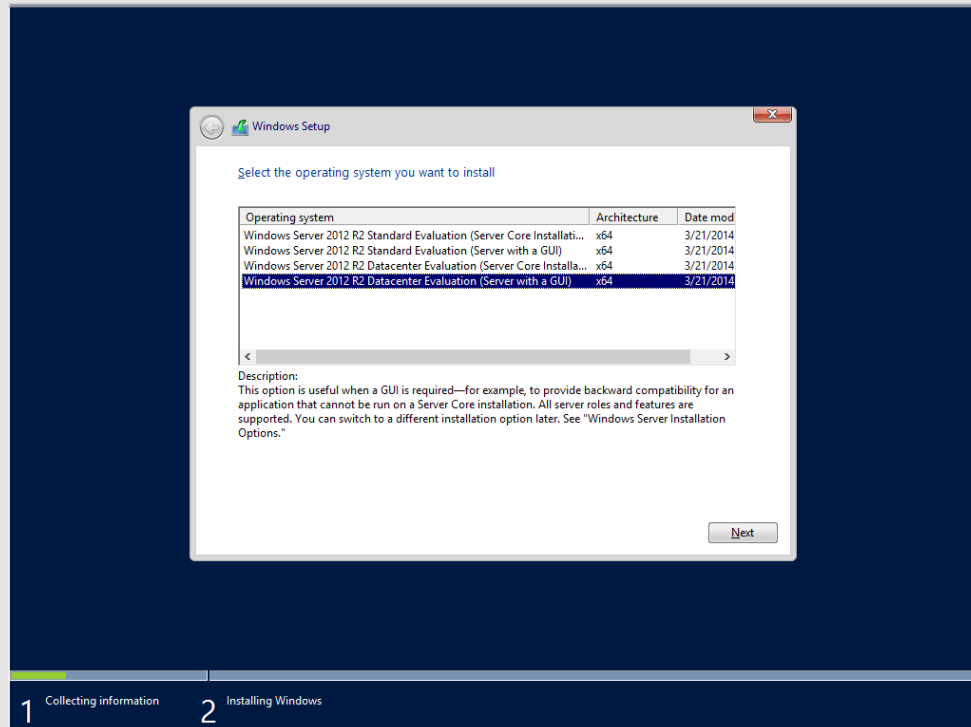 Windows Setup
Select the operating system you want to install
Operating system Architecture Date mod
Windows Server 2012 R2 Standard Evaluation (Server Core Installati... x64 3/21/2014
Windows Server 2012 R2 Standard Evaluation (Server with a GUI) x64 3/21/2014
Windows Server 2012 R2 Datacenter Evaluation (Server Core Installa... x64 3/21/2014
Windows Server 2012 R2 Datacenter Evaluation (Server with a GUI) x64 3/21/2014
Description:
This option is useful when a GUI is required—for example, to provide backward compatibility for an
application that cannot be run on a Server Core installation. All server roles and features are
supported. You can switch to a different installation option later. See "Windows Server Installation
Options."
Next
1 Collecting information 2 Installing Windows